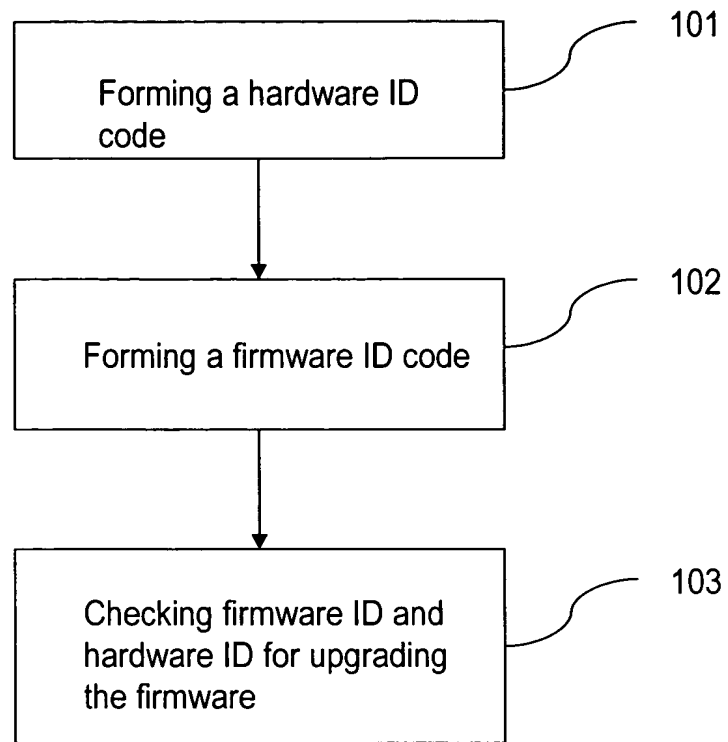 101
Forming a hardware ID
code
102
Forming a firmware ID code
103
Checking firmware ID and
hardware ID for upgrading
the firmware